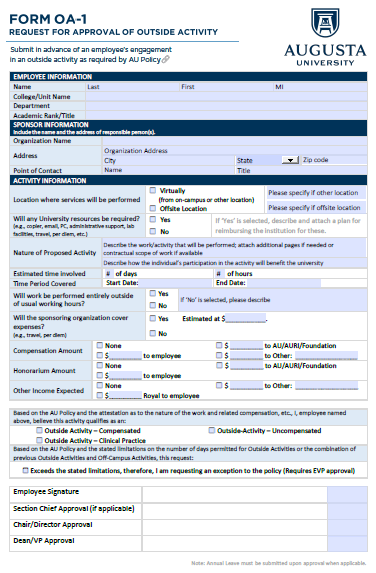 FORM OA-1
REQUEST FOR APPROVAL OF OUTSIDE ACTIVITY
Submit in advance of an employee's engagement
in an outside activity as required by AU Policy
AUGUSTA
UNIVERSITY
EMPLOYEE INFORMATION
Name Last First MI
College/Unit Name
Department
Academic Rank/Title
SPONSOR INFORMATION
Include the name and the address of responsible person(s).
Organization Name
Address Organization Address
City State Zip code
Point of Contact Name Title
ACTIVITY INFORMATION
Location where services will be performed
Virtually
(from on-campus or other location) Please specify if other location
Offsite Location Please specify if offsite location
Will any University resources be required?
(e.g., copier, email, PC, administrative support, lab
facilities, travel, per diem, etc.)
Yes
No
If 'Yes' is selected, describe and attach a plan for
reimbursing the institution for these.
Nature of Proposed Activity
Describe the work/activity that will be performed; attach additional pages if needed or
contractual scope of work if available
Describe how the individual's participation in the activity will benefit the university
Estimated time involved # of days # of hours
Time Period Covered Start Date: End Date:
Will work be performed entirely outside
of usual working hours?
Yes
No
If 'No' is selected, please describe
Will the sponsoring organization cover
expenses?
(e.g., travel, per diem)
Yes Estimated at $__________.
No
Compensation Amount
None $ ________ to AU/AURI/Foundation
$________ to employee $ ________ to Other: ________________
Honorarium Amount
None $ ________ to AU/AURI/Foundation
$________ to employee
Other Income Expected
None $ ________ to Other: ________________
$________ Royal to employee
Based on the AU Policy and the attestation as to the nature of the work and related compensation, etc., I, employee named
above, believe this activity qualifies as an:
Outside Activity – Compensated Outside-Activity – Uncompensated
Outside Activity – Clinical Practice
Based on the AU Policy and the stated limitations on the number of days permitted for Outside Activities or the combination of
previous Outside Activities and Off-Campus Activities, this request:
Exceeds the stated limitations, therefore, I am requesting an exception to the policy (Requires EVP approval)
Employee Signature
Section Chief Approval (if applicable)
Chair/Director Approval
Dean/VP Approval
Note: Annual Leave must be submitted upon approval when applicable.